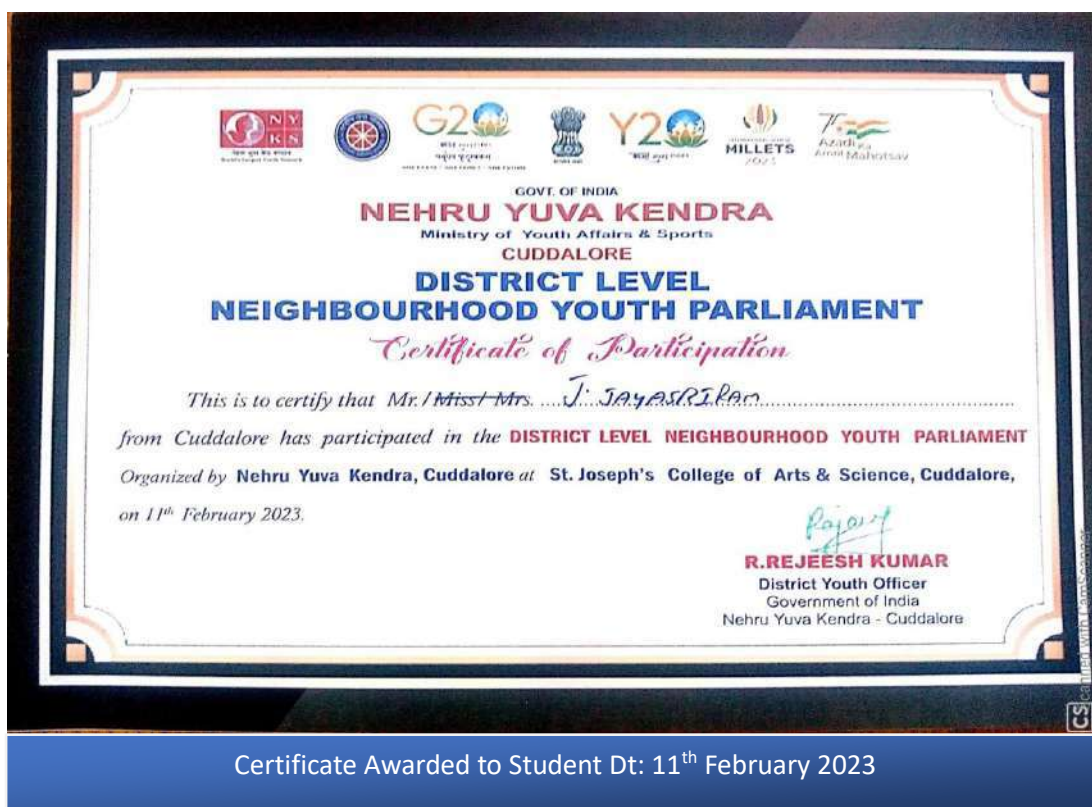 NYKS
G20
Y20
MILLETS
2023
75
Azadi Ka
Amrit Mahotsav
GOVT. OF INDIA
NEHRU YUVA KENDRA
Ministry of Youth Affairs & Sports
CUDDALORE
DISTRICT LEVEL
NEIGHBOURHOOD YOUTH PARLIAMENT
Certificate of Participation
This is to certify that Mr. / Miss / Mrs. J. JAYASRIRAM
from Cuddalore has participated in the DISTRICT LEVEL NEIGHBOURHOOD YOUTH PARLIAMENT
Organized by Nehru Yuva Kendra, Cuddalore at St. Joseph's College of Arts & Science, Cuddalore,
on 11th February 2023.
R.REJEESH KUMAR
District Youth Officer
Government of India
Nehru Yuva Kendra - Cuddalore
CS Scanned with CamScanner
Certificate Awarded to Student Dt: 11th February 2023